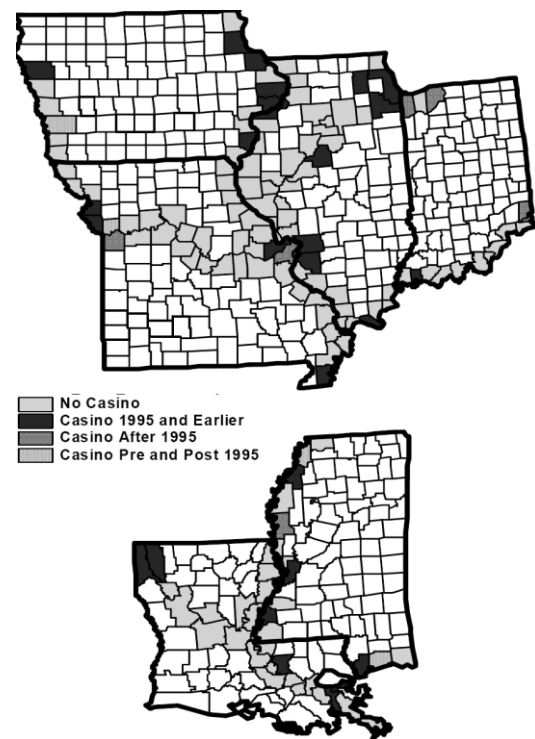 No Casino
Casino 1995 and Earlier
Casino After 1995
Casino Pre and Post 1995